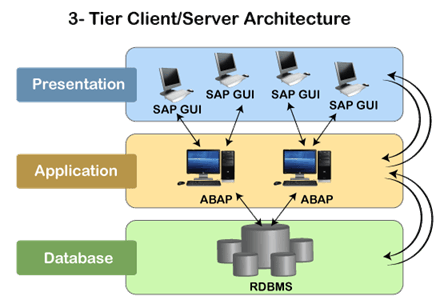 3- Tier Client/Server Architecture
Presentation
SAP GUI
SAP GUI
SAP GUI
SAP GUI
Application
ABAP
ABAP
Database
RDBMS